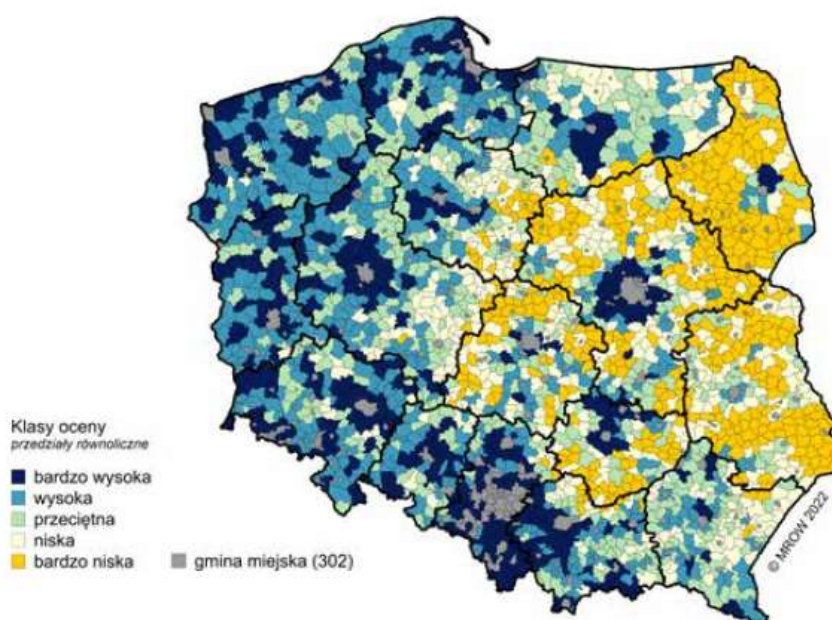 Klasy oceny
przedziały równoliczne
bardzo wysoka
wysoka
przeciętna
niska
bardzo niska
gmina miejska (302)
© MROW 2022